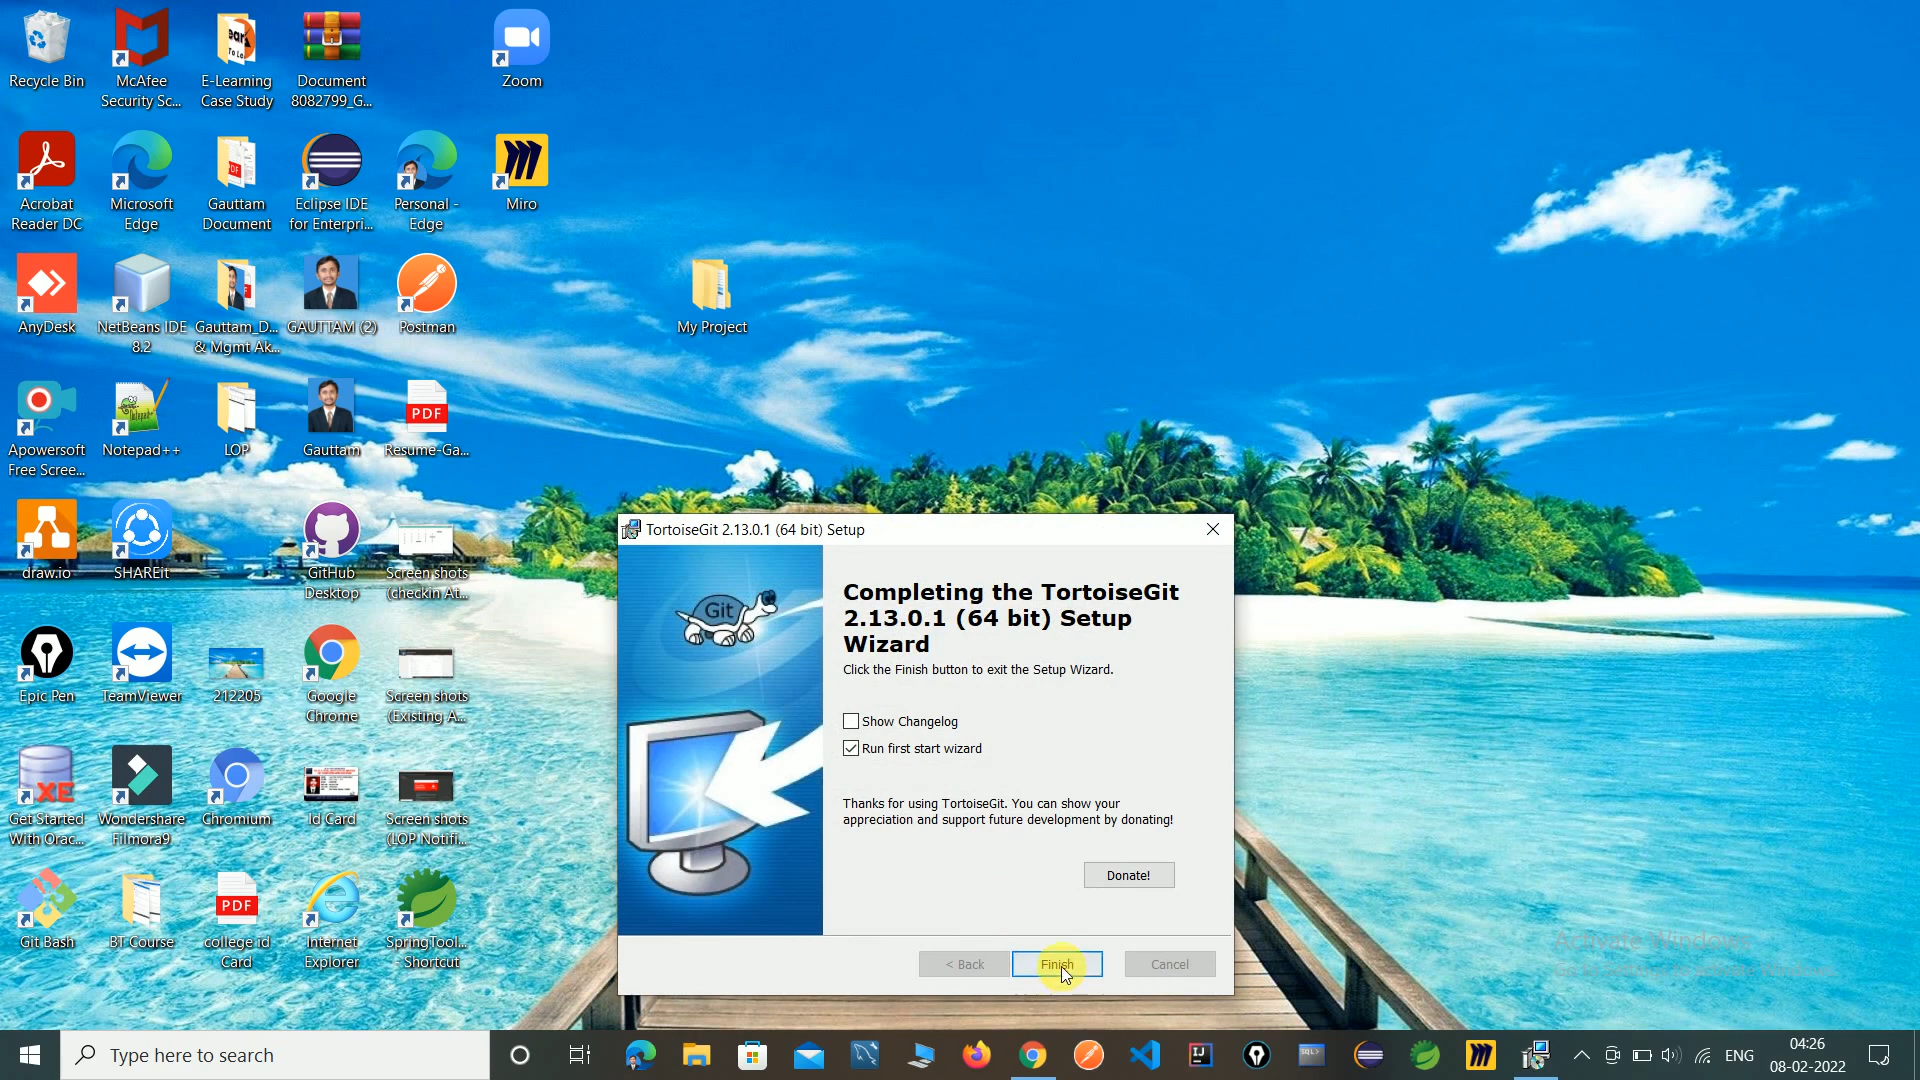 Recycle Bin
McAfee
Security Sc...
E-Learning
Case Study
Document
8082799_G...
Zoom
Acrobat
Reader DC
Microsoft
Edge
Gauttam
Document
Eclipse IDE
for Enterpri...
Personal -
Edge
Miro
AnyDesk
NetBeans IDE
8.2
Gauttam_D...
& Mgmt Ak...
GAUTTAM (2)
Postman
My Project
Apowersoft
Free Scree...
Notepad++
LOP
Gauttam
PDF
Resume-Ga...
draw.io
SHAREit
GitHub
Desktop
Screen shots
(checkin At...
Epic Pen
TeamViewer
212205
Google
Chrome
Screen shots
(Existing A...
XE
Get Started
With Orac...
Wondershare
Filmora9
Chromium
Id Card
Screen shots
(LOP Notifi...
Git Bash
BT Course
PDF
college id
Card
Internet
Explorer
SpringTool...
- Shortcut
TortoiseGit 2.13.0.1 (64 bit) Setup
Git
Completing the TortoiseGit
2.13.0.1 (64 bit) Setup
Wizard
Click the Finish button to exit the Setup Wizard.
Show Changelog
Run first start wizard
Thanks for using TortoiseGit. You can show your
appreciation and support future development by donating!
Donate!
< Back
Finish
Cancel
Activate Windows
Type here to search
ENG
04:26
08-02-2022